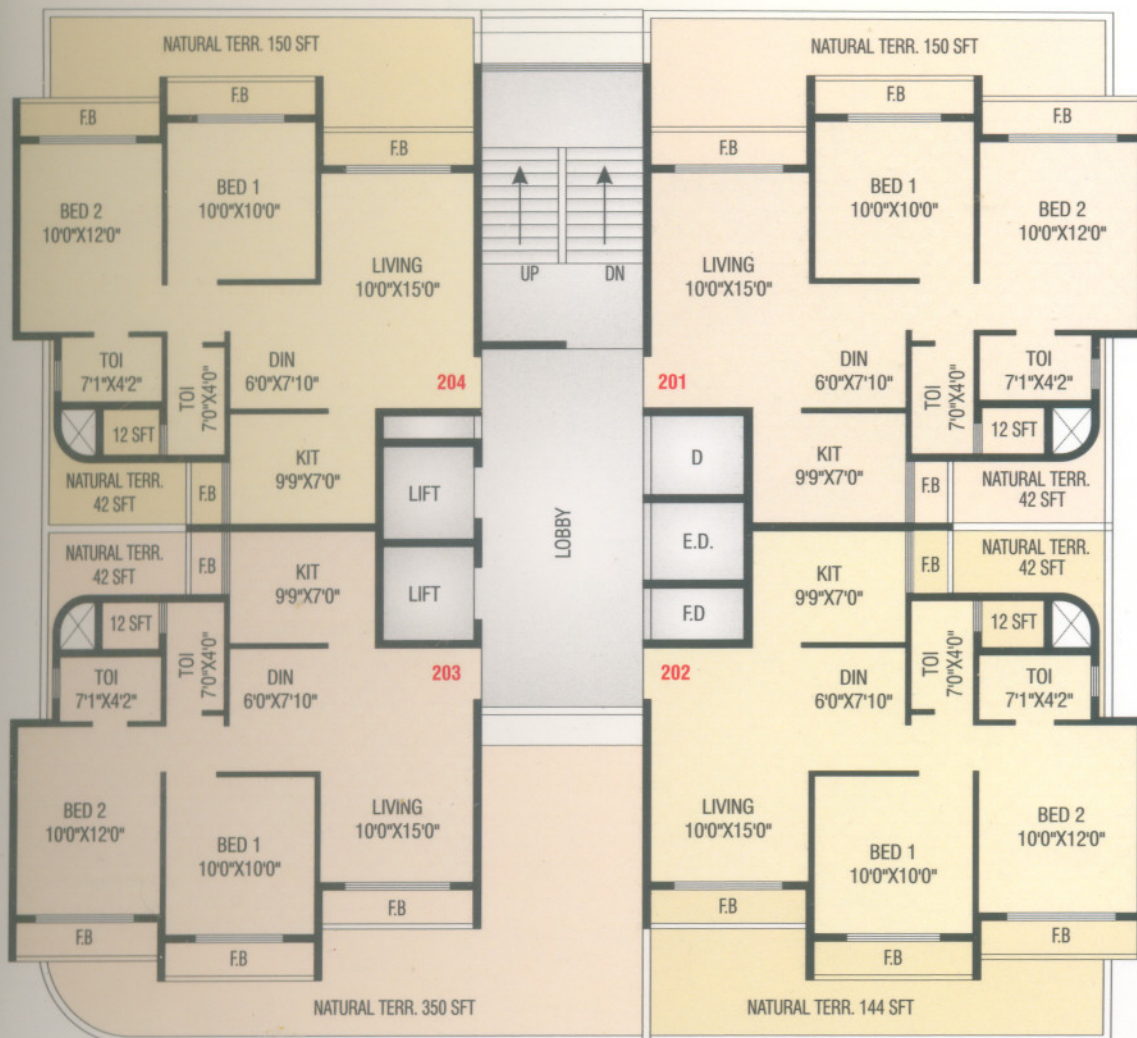 NATURAL TERR. 150 SFT
NATURAL TERR. 150 SFT
F.B
F.B
F.B
F.B
F.B
F.B
BED 2
10'0"X12'0"
BED 1
10'0"X10'0"
LIVING
10'0"X15'0"
UP
DN
LIVING
10'0"X15'0"
BED 1
10'0"X10'0"
BED 2
10'0"X12'0"
TOI
7'1"X4'2"
TOI
7'0"X4'0"
DIN
6'0"X7'10"
204
201
DIN
6'0"X7'10"
TOI
7'0"X4'0"
TOI
7'1"X4'2"
12 SFT
12 SFT
NATURAL TERR.
42 SFT
F.B
KIT
9'9"X7'0"
LIFT
D
KIT
9'9"X7'0"
F.B
NATURAL TERR.
42 SFT
LOBBY
NATURAL TERR.
42 SFT
F.B
KIT
9'9"X7'0"
LIFT
E.D.
F.D
KIT
9'9"X7'0"
F.B
NATURAL TERR.
42 SFT
12 SFT
12 SFT
TOI
7'1"X4'2"
TOI
7'0"X4'0"
DIN
6'0"X7'10"
203
202
DIN
6'0"X7'10"
TOI
7'0"X4'0"
TOI
7'1"X4'2"
BED 2
10'0"X12'0"
BED 1
10'0"X10'0"
LIVING
10'0"X15'0"
LIVING
10'0"X15'0"
BED 1
10'0"X10'0"
BED 2
10'0"X12'0"
F.B
F.B
F.B
F.B
F.B
F.B
NATURAL TERR. 350 SFT
NATURAL TERR. 144 SFT